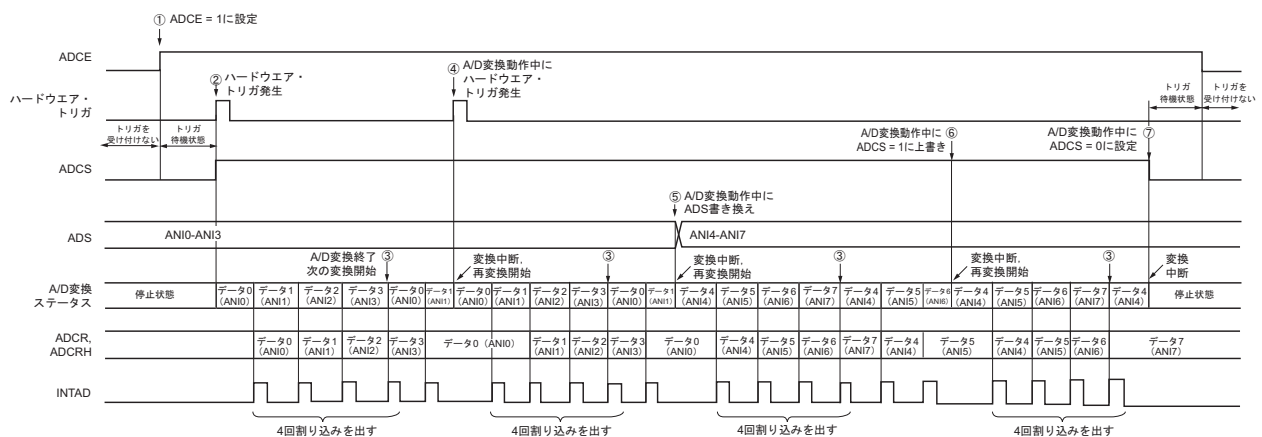 ① ADCE = 1に設定
ADCE
② ハードウエア・
トリガ発生
④ A/D変換動作中に
ハードウエア・
トリガ発生
トリガ
待機状態
トリガを
受け付けない
ハードウエア・
トリガ
トリガを
受け付けない
トリガ
待機状態
A/D変換動作中に ⑥
ADCS = 1に上書き
A/D変換動作中に ⑦
ADCS = 0に設定
ADCS
⑤ A/D変換動作中に
ADS書き換え
ADS
ANI0-ANI3
ANI4-ANI7
A/D変換終了 ③
次の変換開始
変換中断,
再変換開始
③
変換中断,
再変換開始
③
変換中断,
再変換開始
③
変換
中断
A/D変換
ステータス
停止状態
データ0 データ1 データ2 データ3 データ0 データ1 データ0 データ1 データ2 データ3 データ0 データ1 データ4 データ5 データ6 データ7 データ4 データ5 データ6 データ4 データ5 データ6 データ7 データ4
(ANI0) (ANI1) (ANI2) (ANI3) (ANI0) (ANI1) (ANI0) (ANI1) (ANI2) (ANI3) (ANI0) (ANI1) (ANI4) (ANI5) (ANI6) (ANI7) (ANI4) (ANI5) (ANI6) (ANI4) (ANI5) (ANI6) (ANI7) (ANI4)
停止状態
ADCR,
ADCRH
データ0 データ1 データ2 データ3 データ0 (ANI0) データ1 データ2 データ3 データ0 データ4 データ5 データ6 データ7 データ4 データ5 データ4 データ5 データ6 データ7
(ANI0) (ANI1) (ANI2) (ANI3) (ANI1) (ANI2) (ANI3) (ANI0) (ANI4) (ANI5) (ANI6) (ANI7) (ANI4) (ANI5) (ANI4) (ANI5) (ANI6) (ANI7)
INTAD
4回割り込みを出す
4回割り込みを出す
4回割り込みを出す
4回割り込みを出す